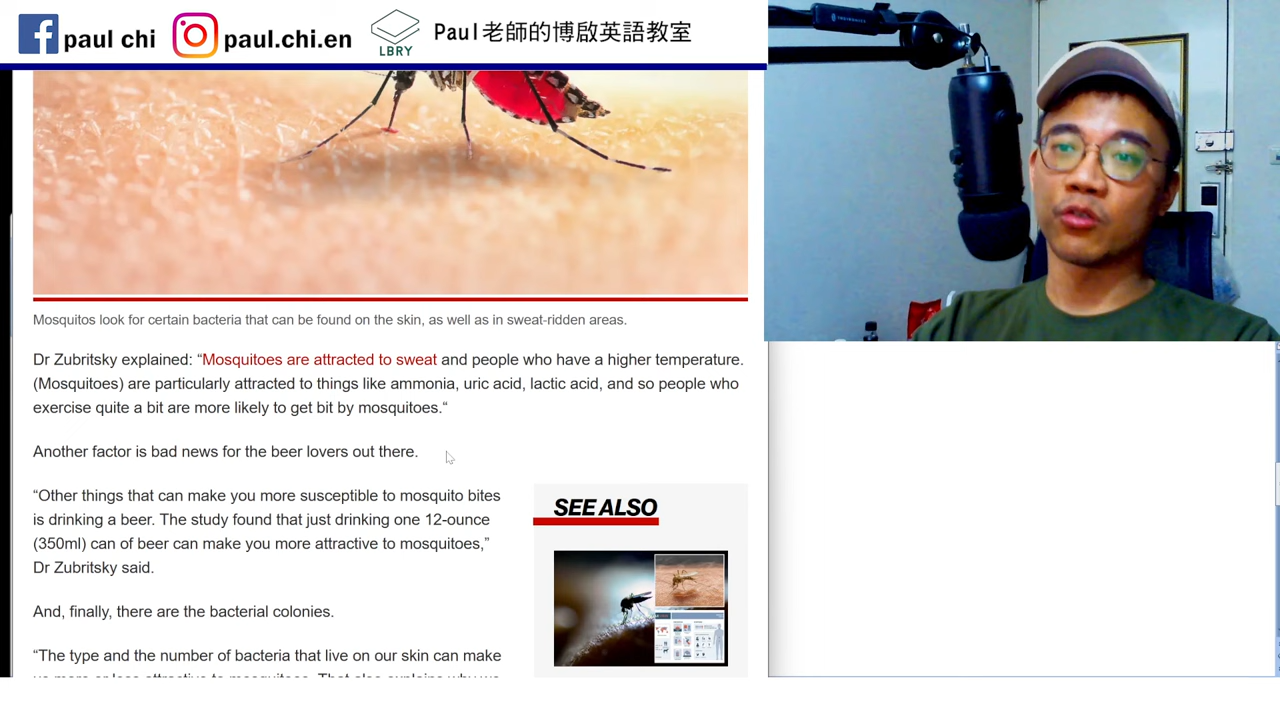 paul chi
paul.chi.en
LBRY
Paul老師的博啟英語教室
Mosquitos look for certain bacteria that can be found on the skin, as well as in sweat-ridden areas.
Dr Zubritsky explained: “Mosquitoes are attracted to sweat and people who have a higher temperature.
(Mosquitoes) are particularly attracted to things like ammonia, uric acid, lactic acid, and so people who
exercise quite a bit are more likely to get bit by mosquitoes.“
Another factor is bad news for the beer lovers out there.
“Other things that can make you more susceptible to mosquito bites
is drinking a beer. The study found that just drinking one 12-ounce
(350ml) can of beer can make you more attractive to mosquitoes,”
Dr Zubritsky said.
And, finally, there are the bacterial colonies.
“The type and the number of bacteria that live on our skin can make
SEE ALSO